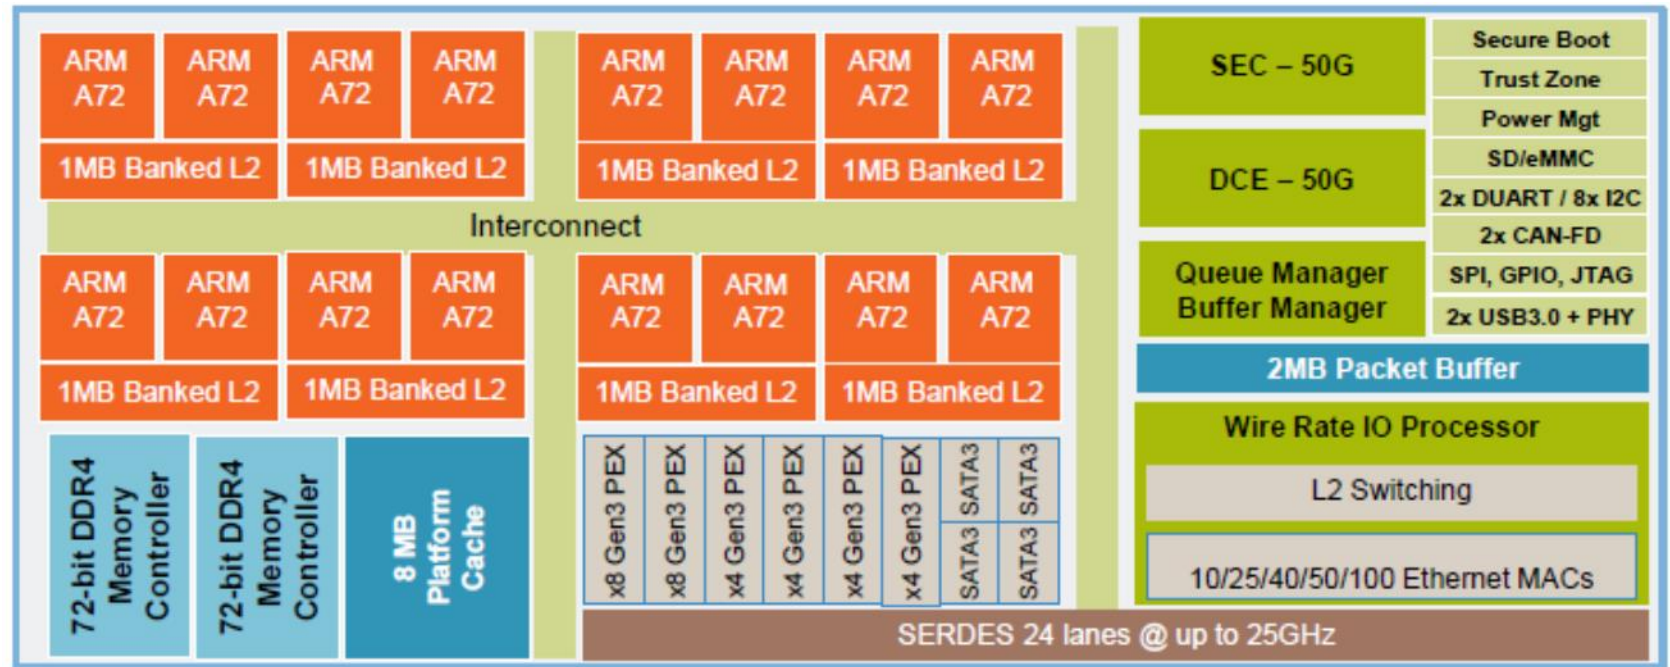 ARM
A72
ARM
A72
ARM
A72
ARM
A72
1MB Banked L2
1MB Banked L2
ARM
A72
ARM
A72
ARM
A72
ARM
A72
1MB Banked L2
1MB Banked L2
Interconnect
ARM
A72
ARM
A72
ARM
A72
ARM
A72
1MB Banked L2
1MB Banked L2
ARM
A72
ARM
A72
ARM
A72
ARM
A72
1MB Banked L2
1MB Banked L2
72-bit DDR4
Memory
Controller
72-bit DDR4
Memory
Controller
8 MB
Platform
Cache
x8 Gen3 PEX
x8 Gen3 PEX
x4 Gen3 PEX
x4 Gen3 PEX
x4 Gen3 PEX
x4 Gen3 PEX
SATA3
SATA3
SATA3
SATA3
SEC – 50G
DCE – 50G
Queue Manager
Buffer Manager
Secure Boot
Trust Zone
Power Mgt
SD/eMMC
2x DUART / 8x I2C
2x CAN-FD
SPI, GPIO, JTAG
2x USB3.0 + PHY
2MB Packet Buffer
Wire Rate IO Processor
L2 Switching
10/25/40/50/100 Ethernet MACs
SERDES 24 lanes @ up to 25GHz